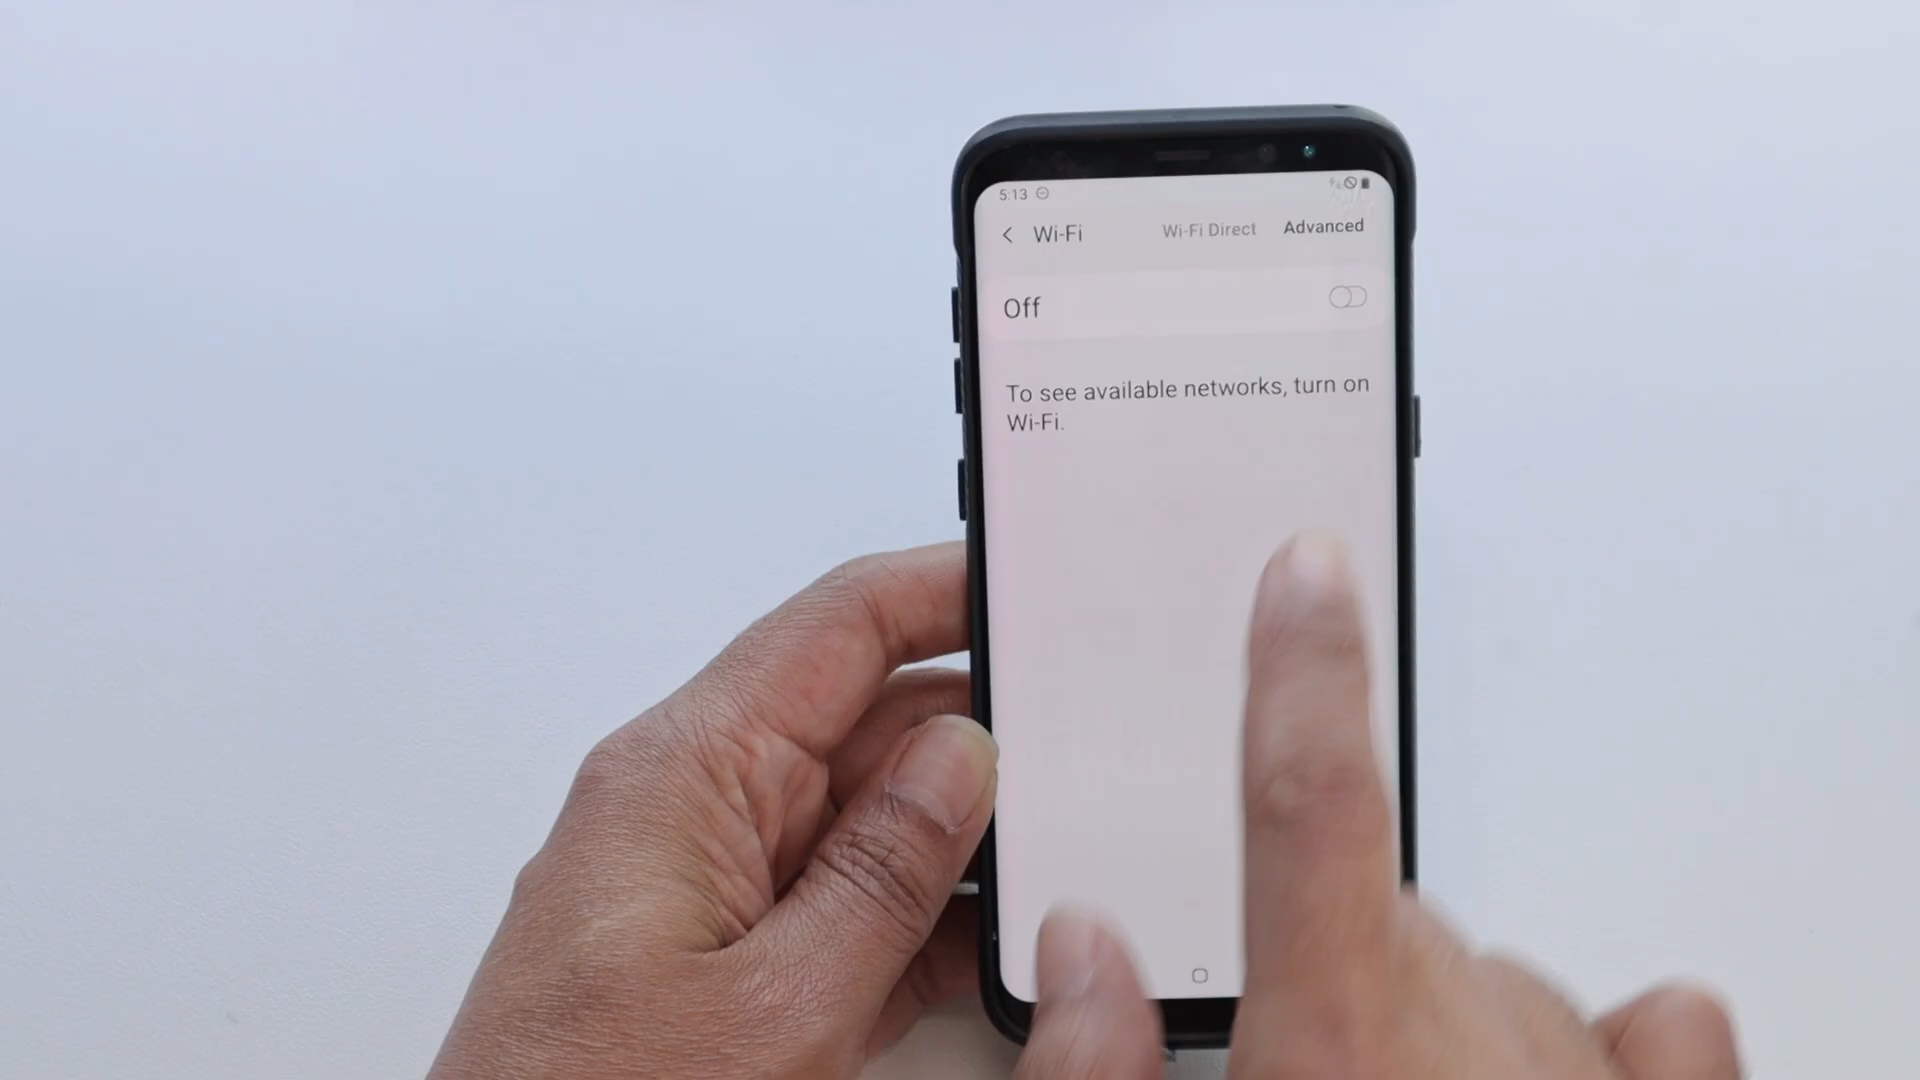 5:13
Wi-Fi Wi-Fi Direct Advanced
Off
To see available networks, turn on
Wi-Fi.